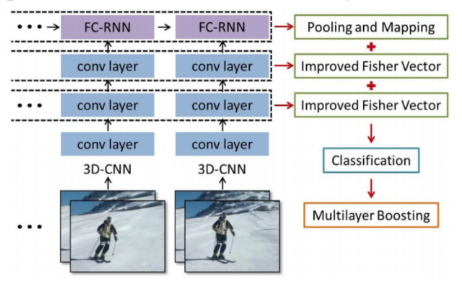 FC-RNN FC-RNN Pooling and Mapping
conv layer conv layer Improved Fisher Vector
conv layer conv layer Improved Fisher Vector
conv layer conv layer Classification
3D-CNN 3D-CNN
Multilayer Boosting